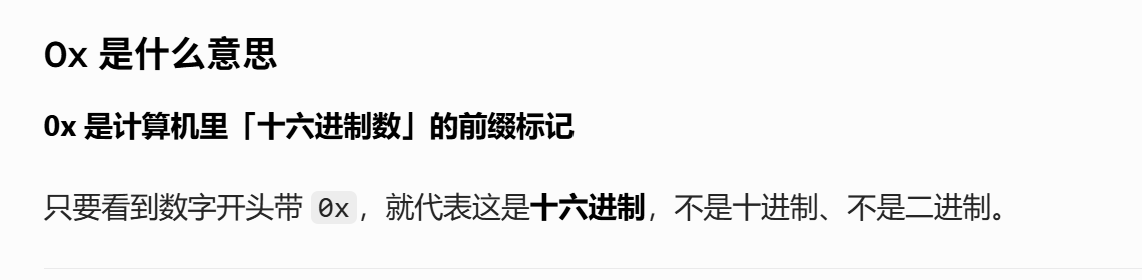 0x 是什么意思
0x 是计算机里「十六进制数」的前缀标记
只要看到数字开头带 0x，就代表这是十六进制，不是十进制、不是二进制。